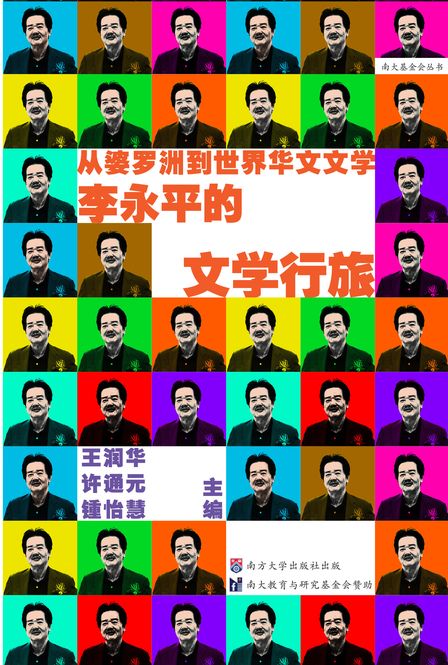 南大基金会丛书
从婆罗洲到世界华文文学
李永平的
文学行旅
王润华
许通元
锺怡慧
主编
南方大学出版社出版
南大教育与研究基金会赞助